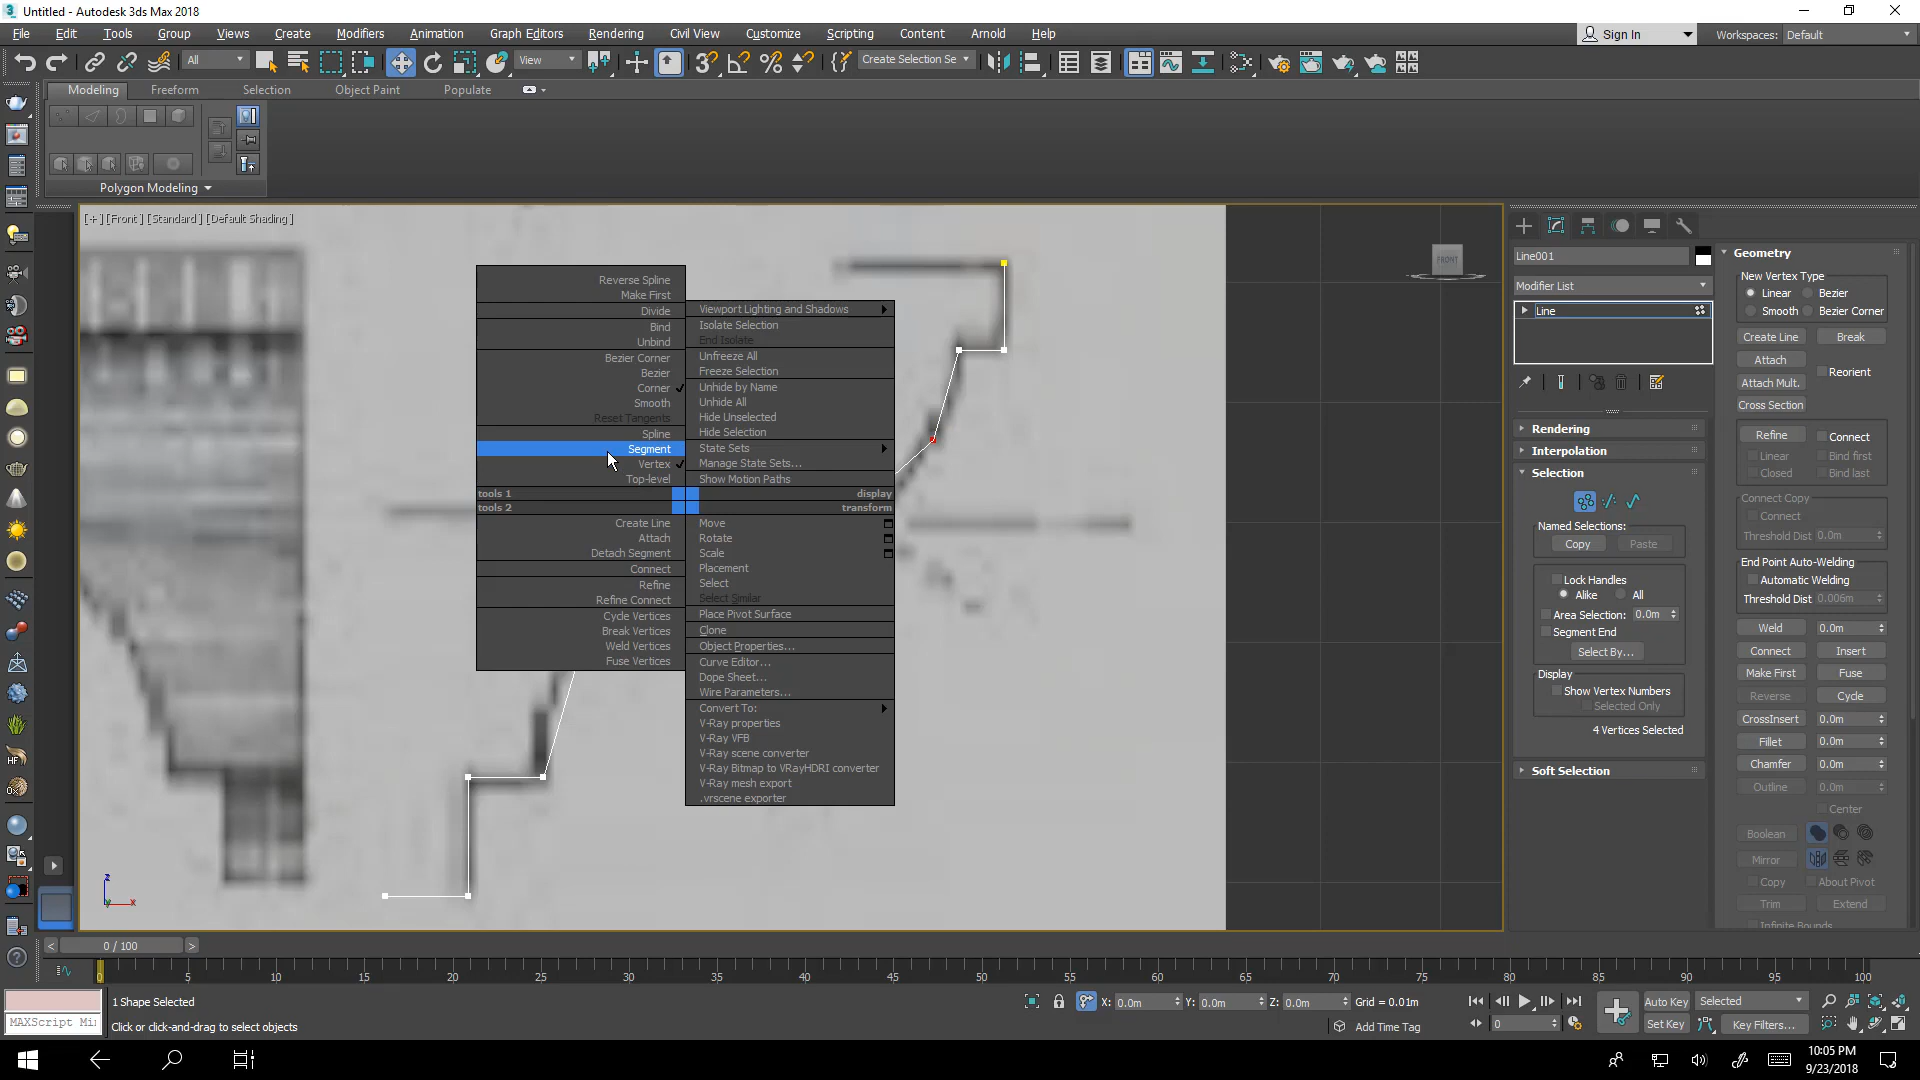 Untitled - Autodesk 3ds Max 2018
File Edit Tools Group Views Create Modifiers Animation Graph Editors Rendering Civil View Customize Scripting Content Arnold Help Sign In Workspaces: Default
All View Create Selection Se
Modeling Freeform Selection Object Paint Populate
Polygon Modeling
[+] [Front] [Standard] [Default Shading]
FRONT
Reverse Spline
Make First
Divide
Bind
Unbind
Bezier Corner
Bezier
Corner
Smooth
Reset Tangents
Spline
Segment
Vertex
Top-level
tools 1
tools 2
Create Line
Attach
Detach Segment
Connect
Refine
Refine Connect
Cycle Vertices
Break Vertices
Weld Vertices
Fuse Vertices
Viewport Lighting and Shadows
Isolate Selection
End Isolate
Unfreeze All
Freeze Selection
Unhide by Name
Unhide All
Hide Unselected
Hide Selection
State Sets
Manage State Sets...
Show Motion Paths
display
transform
Move
Rotate
Scale
Placement
Select
Select Similar
Place Pivot Surface
Clone
Object Properties...
Curve Editor...
Dope Sheet...
Wire Parameters...
Convert To:
V-Ray properties
V-Ray VFB
V-Ray scene converter
V-Ray Bitmap to VRayHDRI converter
V-Ray mesh export
.vrscene exporter
Line001
Modifier List
Line
Rendering
Interpolation
Selection
Named Selections:
Copy Paste
Lock Handles
Alike All
Area Selection: 0.0m
Segment End
Select By...
Display
Show Vertex Numbers
Selected Only
4 Vertices Selected
Soft Selection
Geometry
New Vertex Type
Linear Bezier
Smooth Bezier Corner
Create Line Break
Attach
Reorient
Attach Mult.
Cross Section
Refine Connect
Linear Bind first
Closed Bind last
Connect Copy
Connect
Threshold Dist 0.0m
End Point Auto-Welding
Automatic Welding
Threshold Dist 0.006m
Weld 0.0m
Connect Insert
Make First Fuse
Reverse Cycle
CrossInsert 0.0m
Fillet 0.0m
Chamfer 0.0m
Outline 0.0m
Center
Boolean
Mirror
Copy About Pivot
Trim Extend
Infinite Bounds
0 / 100
0 5 10 15 20 25 30 35 40 45 50 55 60 65 70 75 80 85 90 95 100
1 Shape Selected X: 0.0m Y: 0.0m Z: 0.0m Grid = 0.01m Auto Key Selected
MAXScript Mi Click or click-and-drag to select objects Add Time Tag 0 Set Key Key Filters...
10:05 PM
9/23/2018